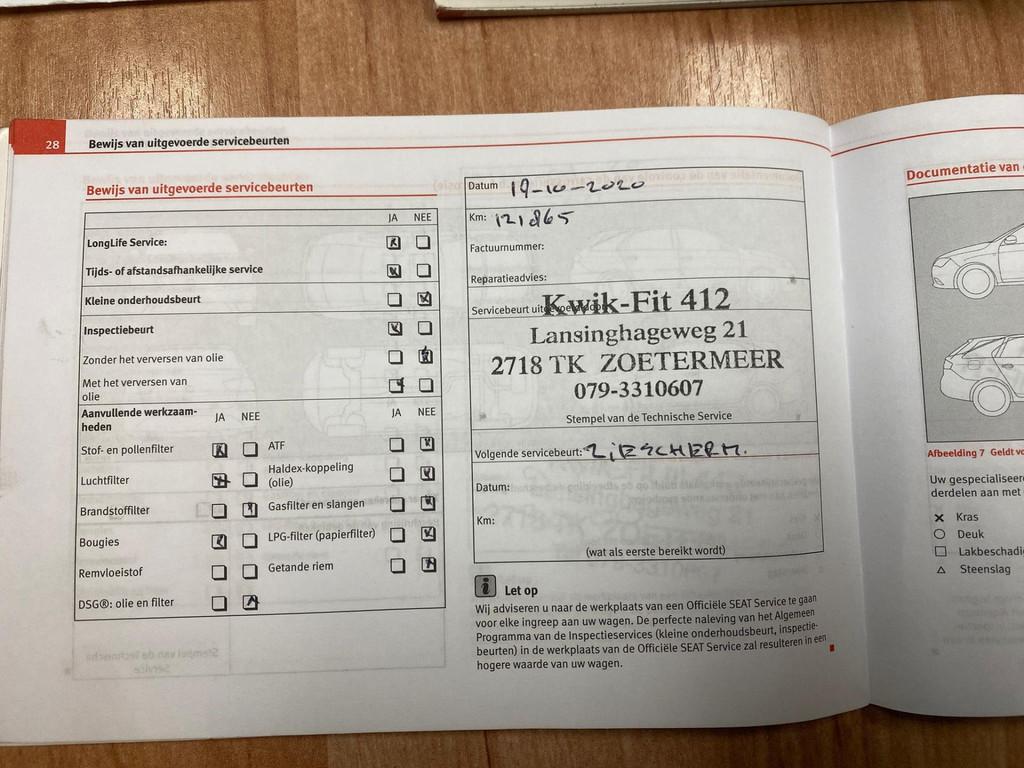 28
Bewijs van uitgevoerde servicebeurten
Bewijs van uitgevoerde servicebeurten
JA NEE
LongLife Service:
Tijds- of afstandsafhankelijke service
Kleine onderhoudsbeurt
Inspectiebeurt
Zonder het verversen van olie
Met het verversen van
olie
Aanvullende werkzaam-
heden
JA NEE
JA NEE
Stof- en pollenfilter
ATF
Luchtfilter
Haldex-koppeling
(olie)
Brandstoffilter
Gasfilter en slangen
Bougies
LPG-filter (papierfilter)
Remvloeistof
Getande riem
DSG®: olie en filter
Datum 19-10-2020
Km: 121865
Factuurnummer:
Reparatieadvies:
Servicebeurt uitgevoerd door:
Kwik-Fit 412
Lansinghageweg 21
2718 TK ZOETERMEER
079-3310607
Stempel van de Technische Service
Volgende servicebeurt: ZIESCHERM.
Datum:
Km:
(wat als eerste bereikt wordt)
i Let op
Wij adviseren u naar de werkplaats van een Officiële SEAT Service te gaan
voor elke ingreep aan uw wagen. De perfecte naleving van het Algemeen
Programma van de Inspectieservices (kleine onderhoudsbeurt, inspectie-
beurten) in de werkplaats van de Officiële SEAT Service zal resulteren in een
hogere waarde van uw wagen.
Documentatie van
Afbeelding 7 Geldt vo
Uw gespecialiseer
derdelen aan met
Kras
Deuk
Lakbeschadi
Steenslag